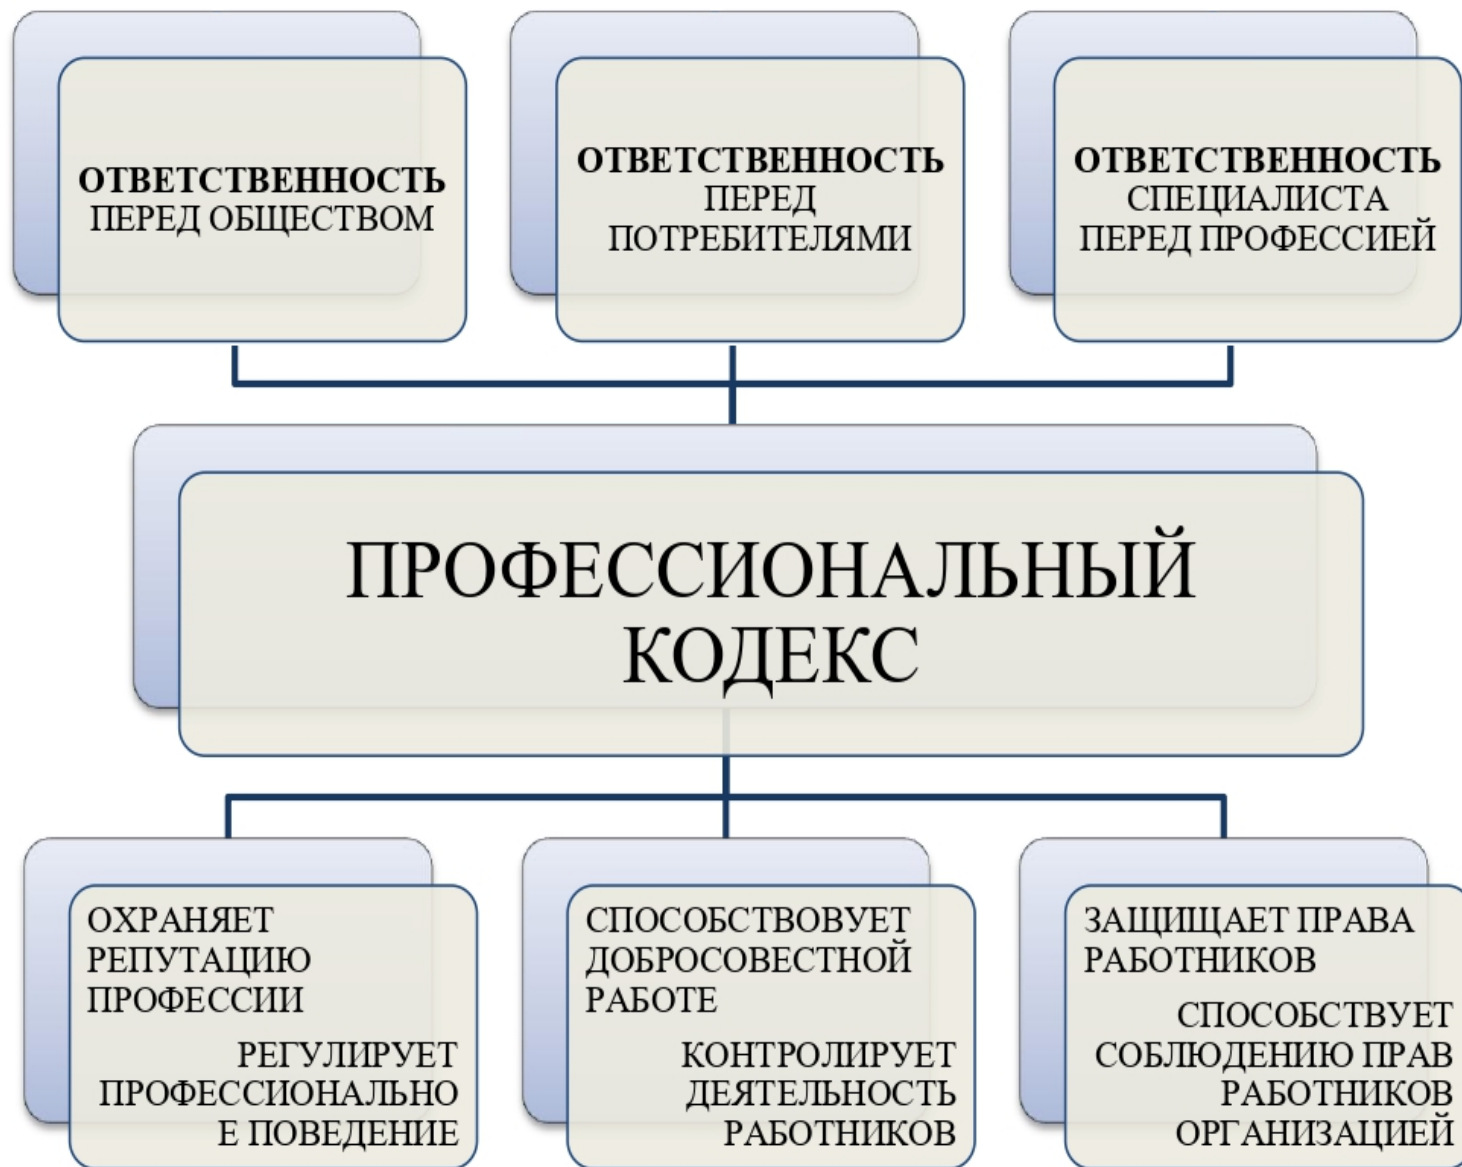 ОТВЕТСТВЕННОСТЬ
ПЕРЕД ОБЩЕСТВОМ
ОТВЕТСТВЕННОСТЬ
ПЕРЕД
ПОТРЕБИТЕЛЯМИ
ОТВЕТСТВЕННОСТЬ
СПЕЦИАЛИСТА
ПЕРЕД ПРОФЕССИЕЙ
ПРОФЕССИОНАЛЬНЫЙ
КОДЕКС
ОХРАНЯЕТ
РЕПУТАЦИЮ
ПРОФЕССИИ
РЕГУЛИРУЕТ
ПРОФЕССИОНАЛЬНО
Е ПОВЕДЕНИЕ
СПОСОБСТВОВУЕТ
ДОБРОСОВЕСТНОЙ
РАБОТЕ
КОНТРОЛИРУЕТ
ДЕЯТЕЛЬНОСТЬ
РАБОТНИКОВ
ЗАЩИЩАЕТ ПРАВА
РАБОТНИКОВ
СПОСОБСТВУЕТ
СОБЛЮДЕНИЮ ПРАВ
РАБОТНИКОВ
ОРГАНИЗАЦИЕЙ